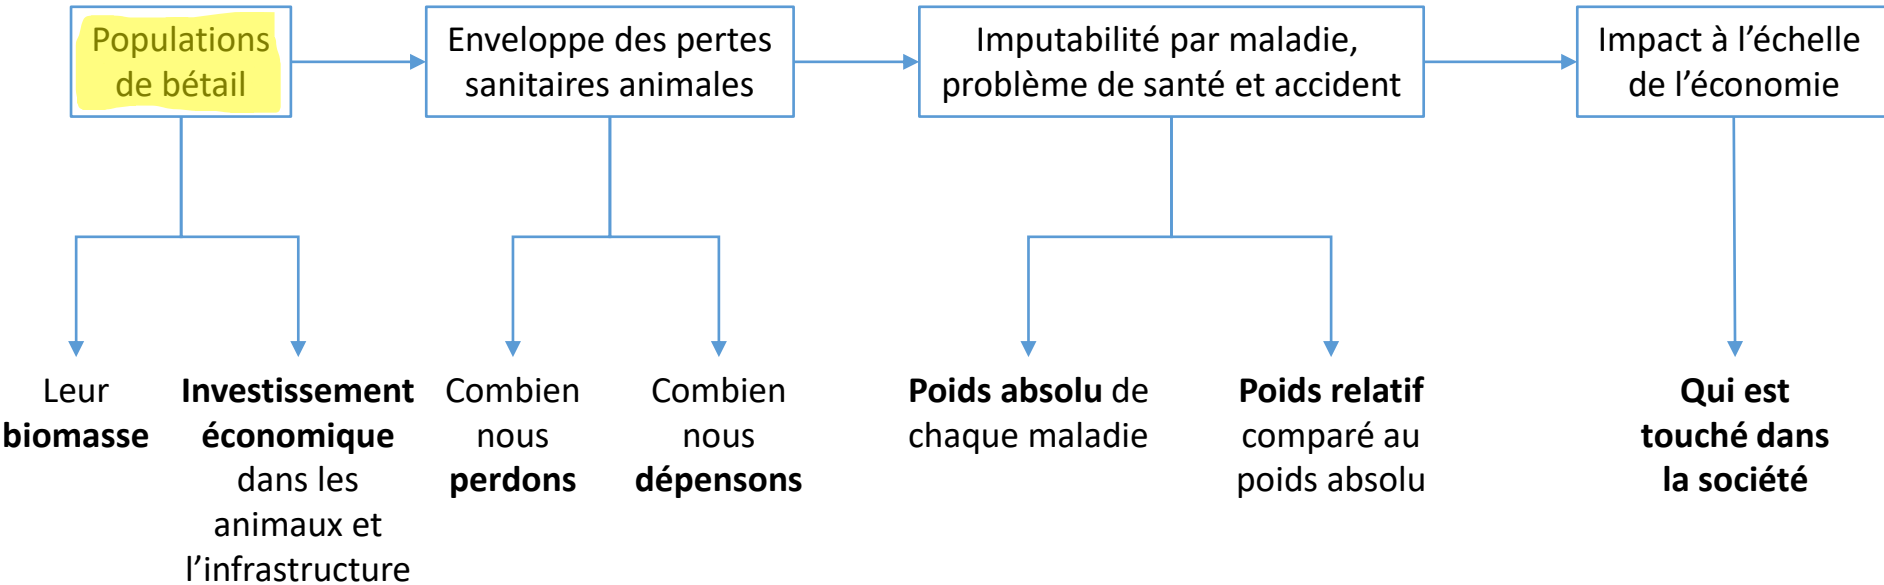 Populations
de bétail
Enveloppe des pertes
sanitaires animales
Imputabilité par maladie,
problème de santé et accident
Impact à l’échelle
de l’économie
Leur
biomasse
Investissement
économique
dans les
animaux et
l’infrastructure
Combien
nous
perdons
Combien
nous
dépensons
Poids absolu de
chaque maladie
Poids relatif
comparé au
poids absolu
Qui est
touché dans
la société